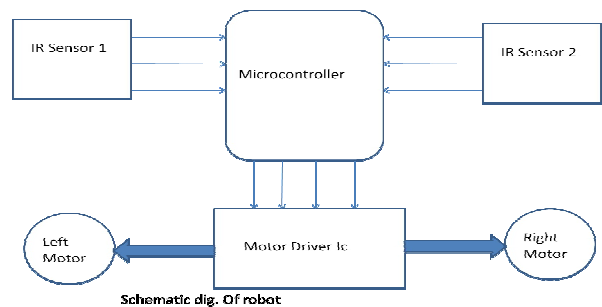 IR Sensor 1
Microcontroller
IR Sensor 2
Left
Motor
Motor Driver Ic
Right
Motor
Schematic dig. Of robot